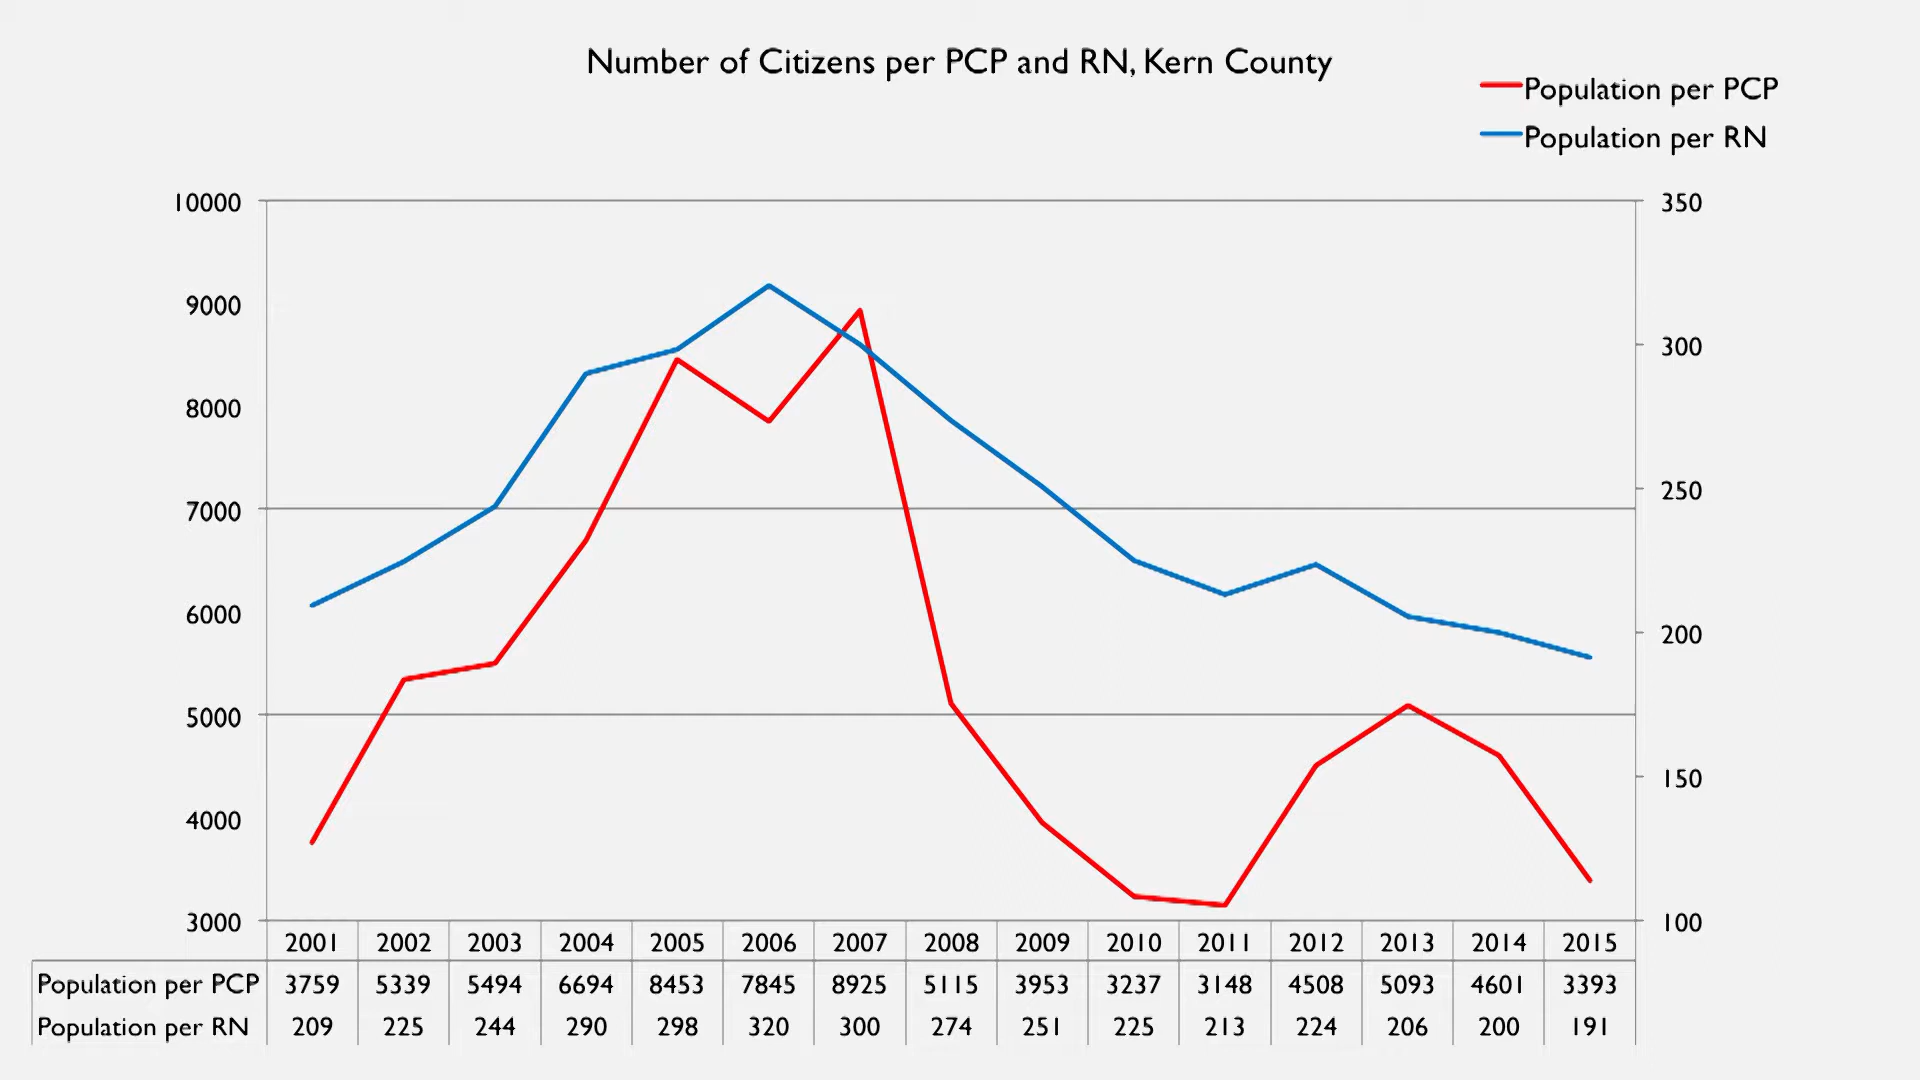 Number of Citizens per PCP and RN, Kern County
Population per PCP
Population per RN
10000
9000
8000
7000
6000
5000
4000
3000
350
300
250
200
150
100
2001 2002 2003 2004 2005 2006 2007 2008 2009 2010 2011 2012 2013 2014 2015
Population per PCP 3759 5339 5494 6694 8453 7845 8925 5115 3953 3237 3148 4508 5093 4601 3393
Population per RN 209 225 244 290 298 320 300 274 251 225 213 224 206 200 191